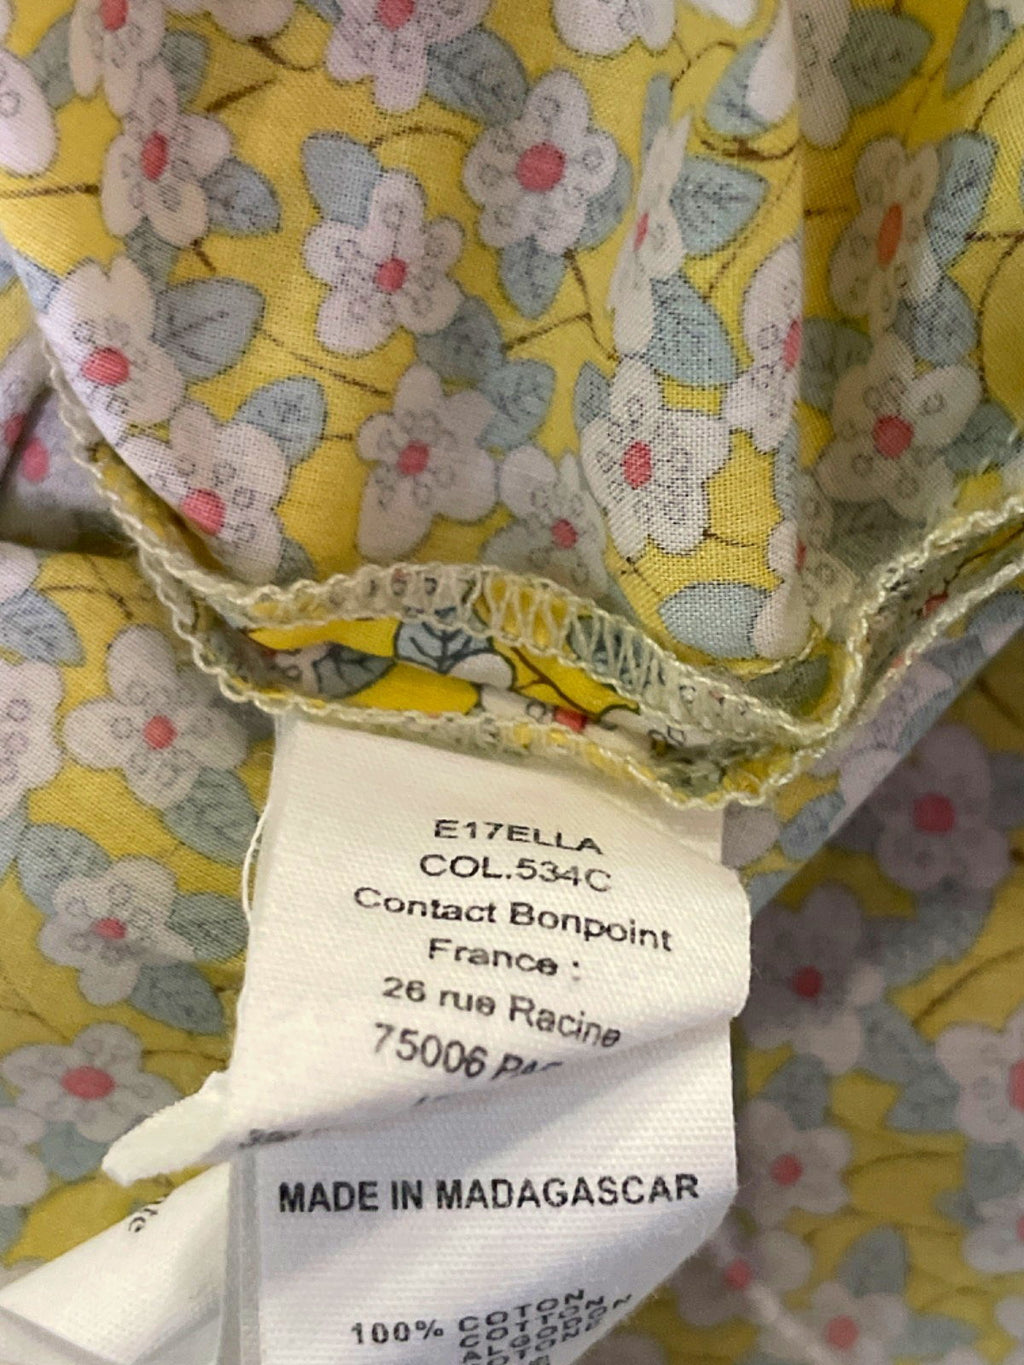 E17ELLA
COL.534C
Contact Bonpoint
France :
26 rue Racine
75006
MADE IN MADAGASCAR
100% COTON